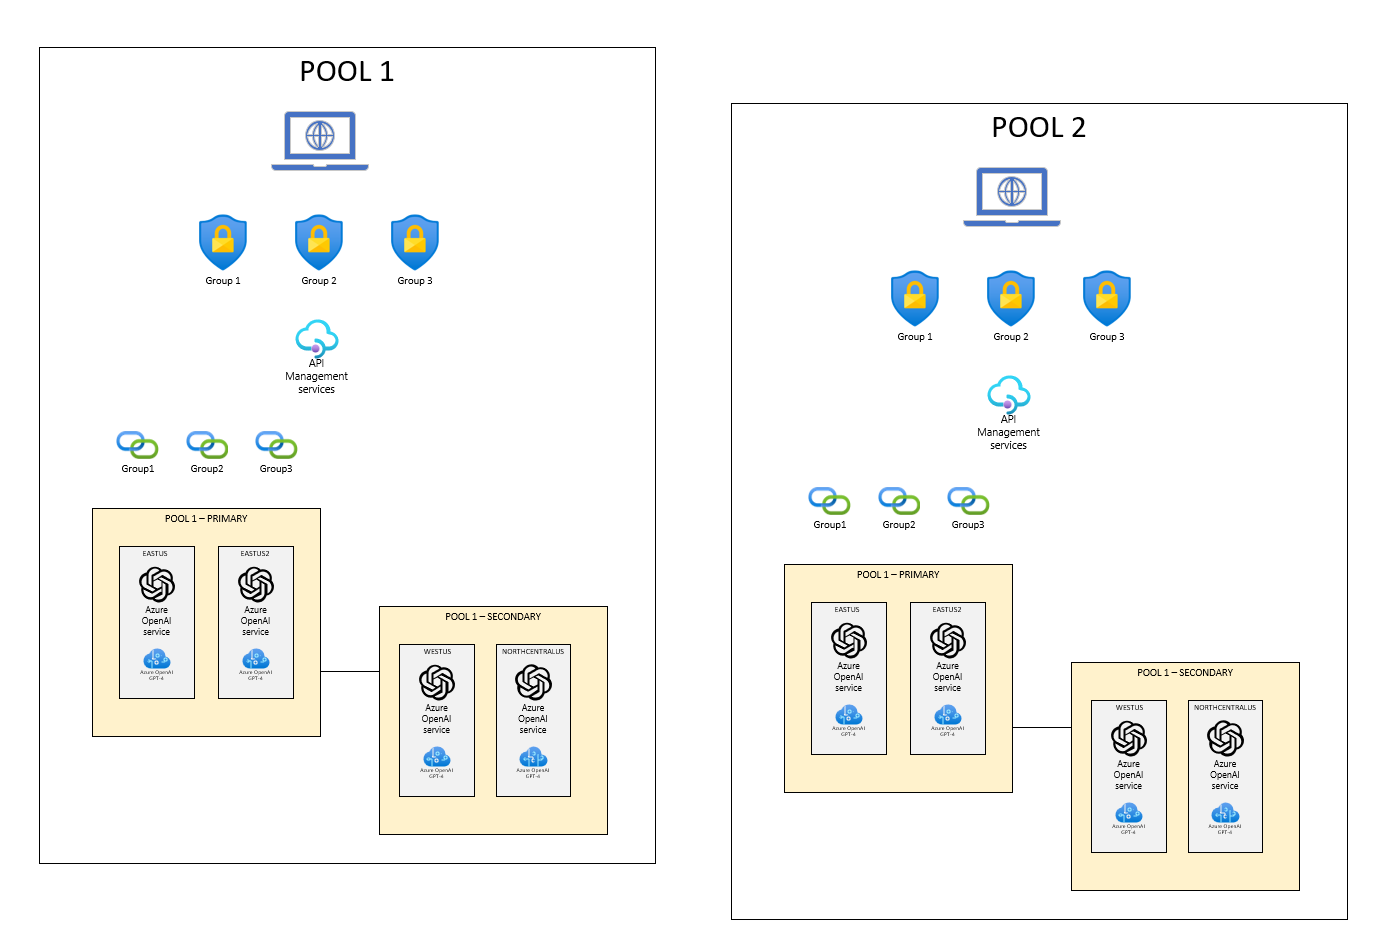 POOL 1
Group 1
Group 2
Group 3
API
Management
services
Group1
Group2
Group3
POOL 1 – PRIMARY
EASTUS
Azure
OpenAI
service
Azure OpenAI
GPT-4
EASTUS2
Azure
OpenAI
service
Azure OpenAI
GPT-4
POOL 1 – SECONDARY
WESTUS
Azure
OpenAI
service
Azure OpenAI
GPT-4
NORTHCENTRALUS
Azure
OpenAI
service
Azure OpenAI
GPT-4
POOL 2
Group 1
Group 2
Group 3
API
Management
services
Group1
Group2
Group3
POOL 1 – PRIMARY
EASTUS
Azure
OpenAI
service
Azure OpenAI
GPT-4
EASTUS2
Azure
OpenAI
service
Azure OpenAI
GPT-4
POOL 1 – SECONDARY
WESTUS
Azure
OpenAI
service
Azure OpenAI
GPT-4
NORTHCENTRALUS
Azure
OpenAI
service
Azure OpenAI
GPT-4